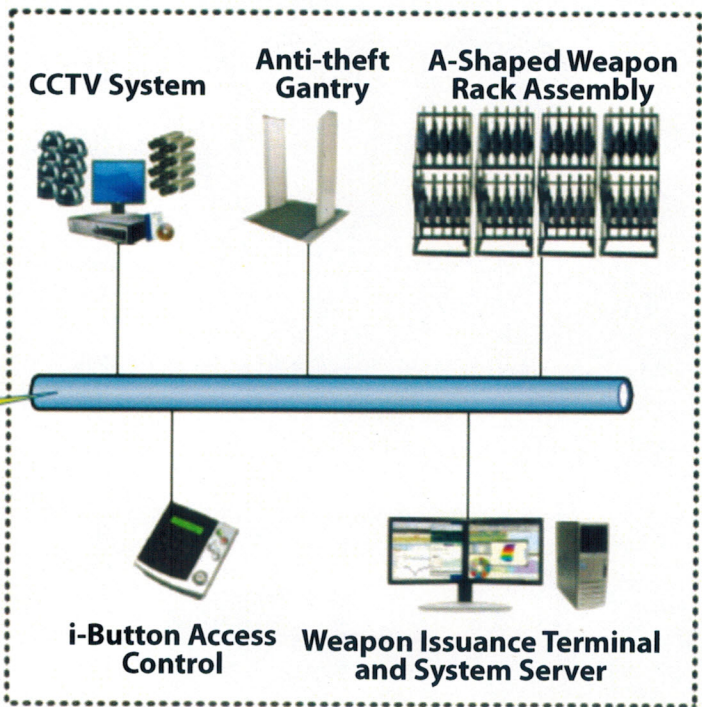 CCTV System
Anti-theft
Gantry
A-Shaped Weapon
Rack Assembly
i-Button Access
Control
Weapon Issuance Terminal
and System Server